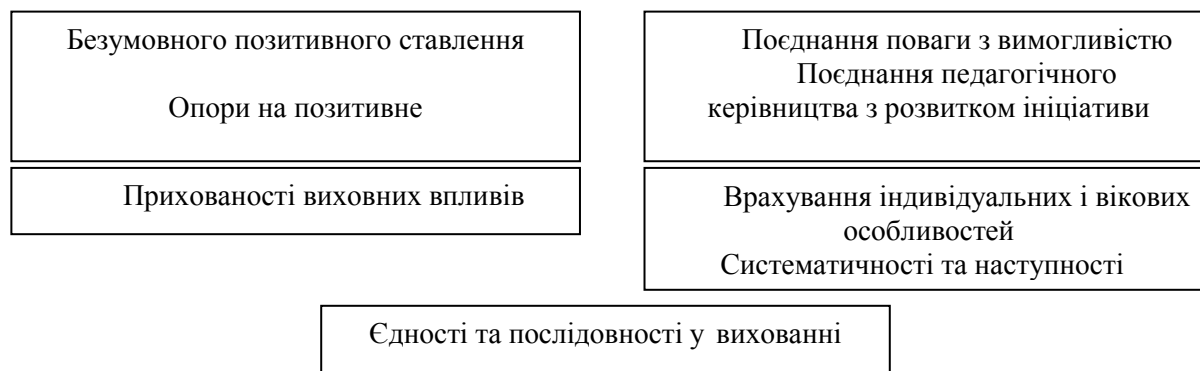 Безумовного позитивного ставлення
Опори на позитивне
Поєднання поваги з вимогливістю
Поєднання педагогічного
керівництва з розвитком ініціативи
Прихованості виховних впливів
Врахування індивідуальних і вікових
особливостей
Систематичності та наступності
Єдності та послідовності у вихованні